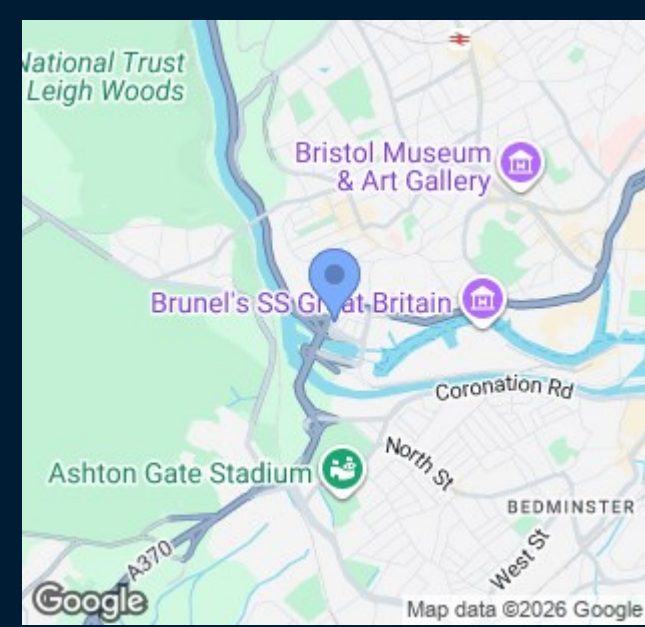 National Trust
Leigh Woods
Bristol Museum
& Art Gallery
Brunel's SS Great Britain
Coronation Rd
North St
Ashton Gate Stadium
BEDMINSTER
West St
A370
Google
Map data ©2026 Google